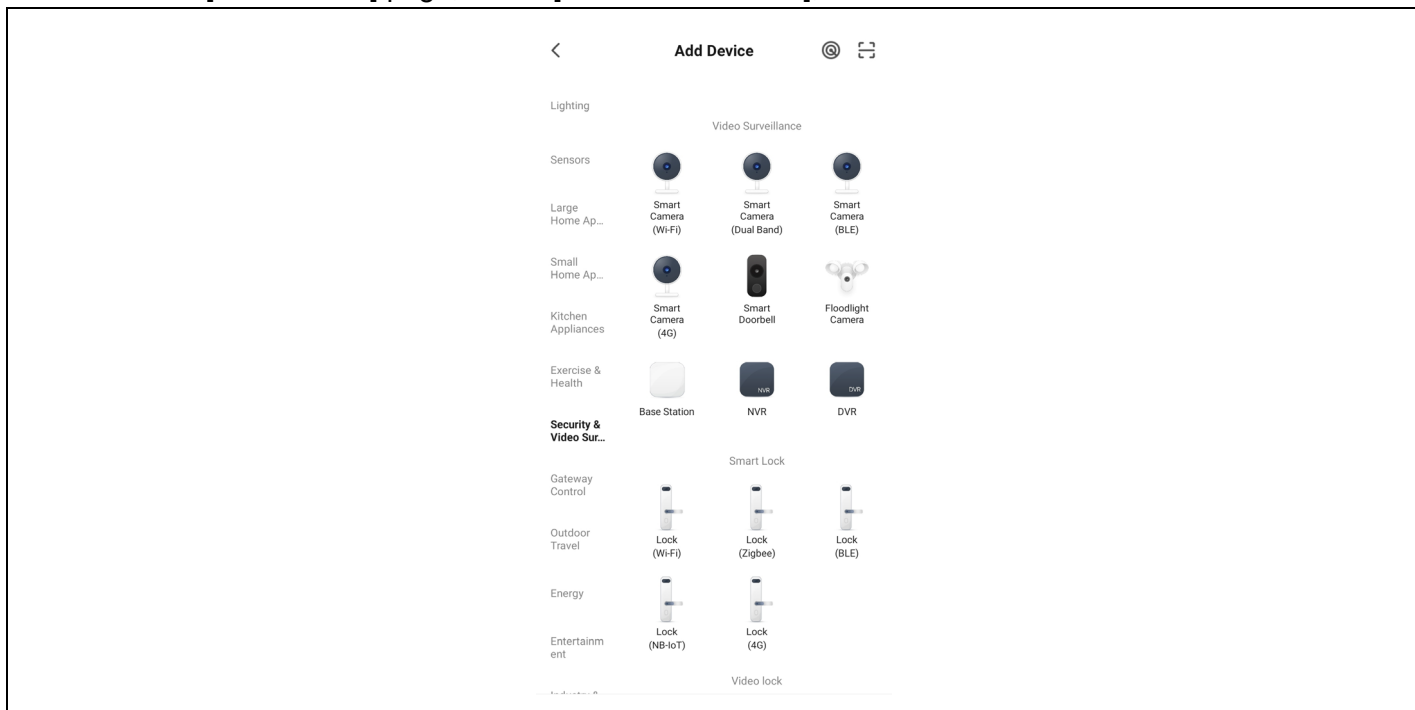 Add Device
Lighting
Sensors
Large
Home Ap...
Small
Home Ap...
Kitchen
Appliances
Exercise &
Health
Security &
Video Sur...
Gateway
Control
Outdoor
Travel
Energy
Entertainm
ent
Video Surveillance
Smart
Camera
(Wi-Fi)
Smart
Camera
(Dual Band)
Smart
Camera
(BLE)
Smart
Camera
(4G)
Smart
Doorbell
Floodlight
Camera
Base Station
NVR
NVR
DVR
DVR
Smart Lock
Lock
(Wi-Fi)
Lock
(Zigbee)
Lock
(BLE)
Lock
(NB-IoT)
Lock
(4G)
Video lock